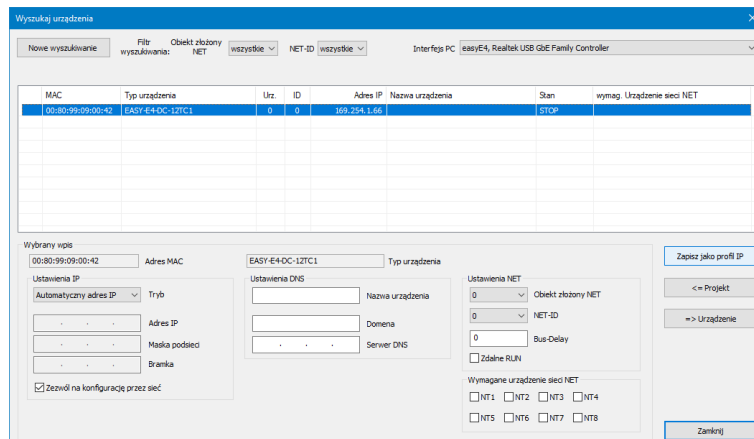 Wyszukaj urządzenia
Nowe wyszukiwanie
Filtr wyszukiwania:
Obiekt złożony NET
wszystkie
NET-ID
wszystkie
Interfejs PC
easyE4, Realtek USB GbE Family Controller
MAC Typ urządzenia Urz. ID Adres IP Nazwa urządzenia Stan wymag. Urządzenie sieci NET
00:80:99:09:00:42 EASY-E4-DC-12TC1 0 0 169.254.1.66 STOP
Wybrany wpis
00:80:99:09:00:42 Adres MAC EASY-E4-DC-12TC1 Typ urządzenia
Ustawienia IP
Automatyczny adres IP Tryb
. . . Adres IP
. . . Maska podsieci
. . . Bramka
Zezwól na konfigurację przez sieć
Ustawienia DNS
Nazwa urządzenia
Domena
. . . Serwer DNS
Ustawienia NET
0 Obiekt złożony NET
0 NET-ID
0 Bus-Delay
Zdalne RUN
Wymagane urządzenie sieci NET
NT1 NT2 NT3 NT4
NT5 NT6 NT7 NT8
Zapisz jako profil IP
<= Projekt
=> Urządzenie
Zamknij